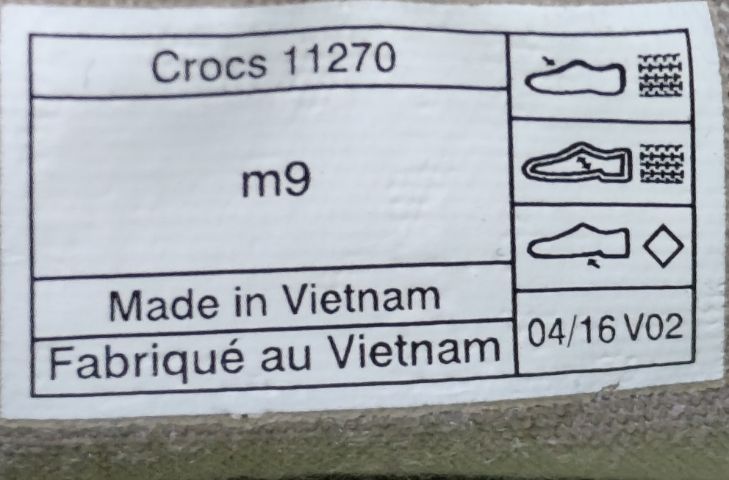 Crocs 11270
m9
Made in Vietnam
Fabriqué au Vietnam
04/16 V02